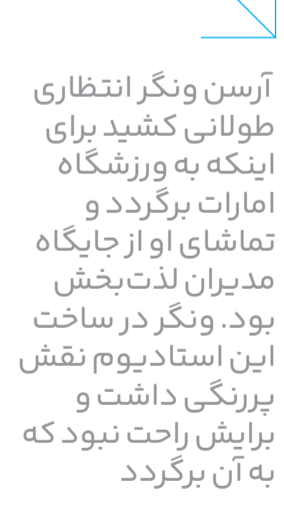 آرسن ونگر انتظاری
طولانی کشید برای
اینکه به ورزشگاه
امارات برگردد و
تماشای او از جایگاه
مدیران لذت‌بخش
بود. ونگر در ساخت
این استادیوم نقش
پررنگی داشت و
برایش راحت نبود که
به آن برگردد